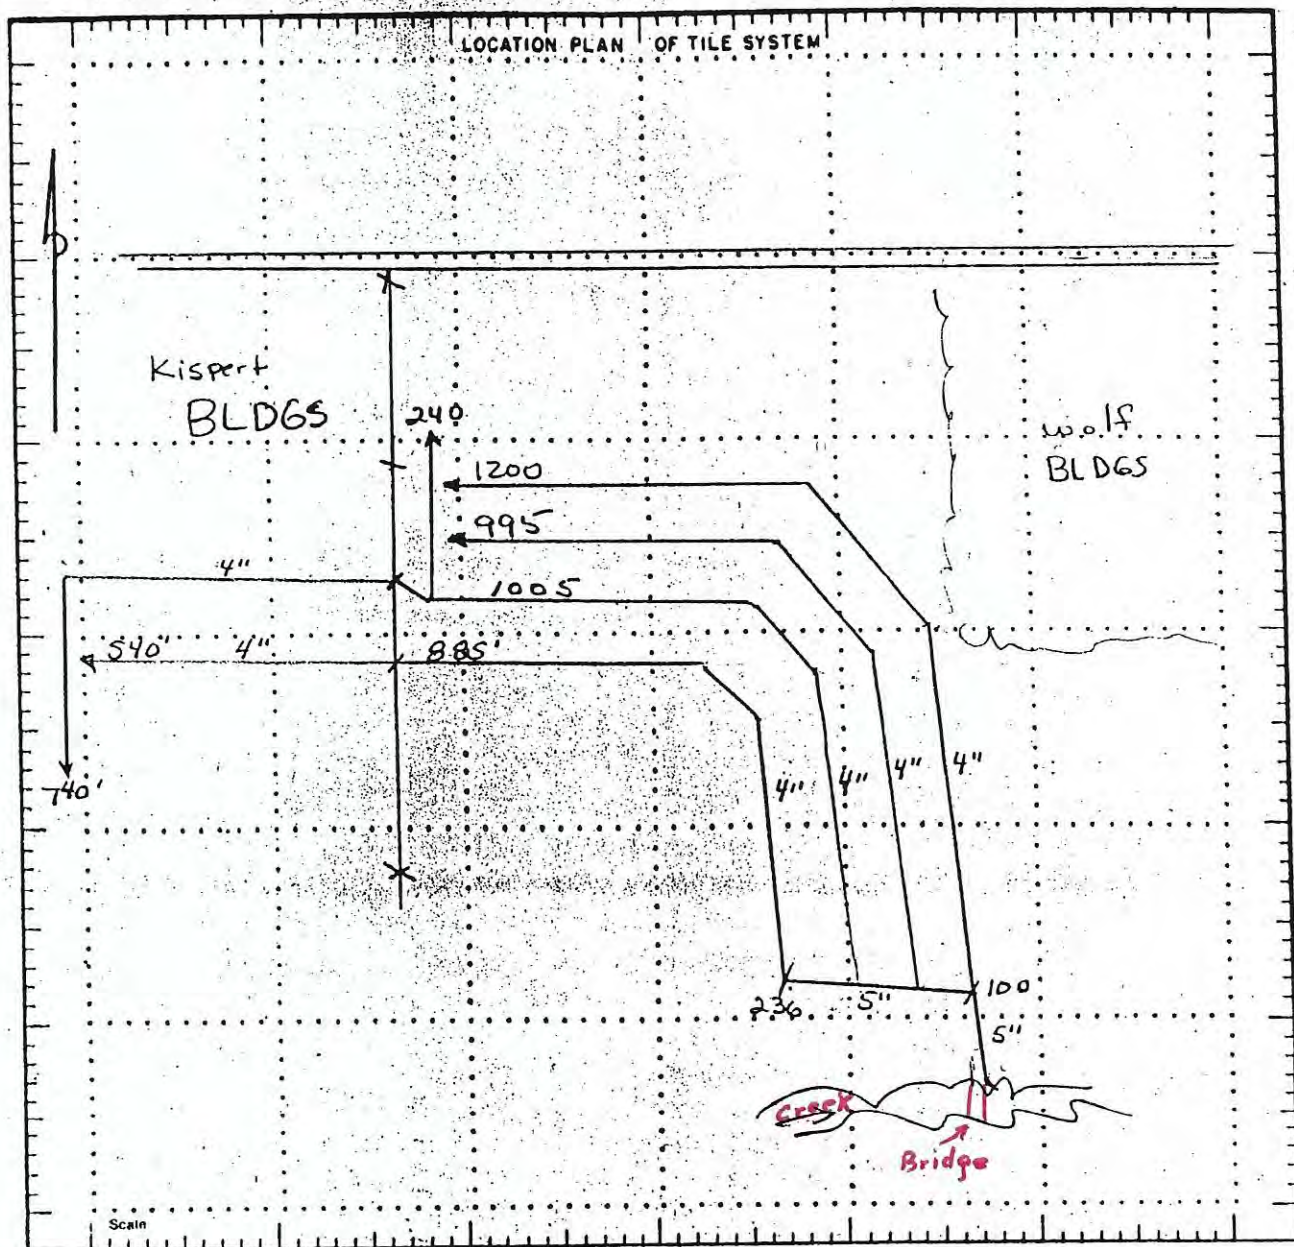 LOCATION PLAN OF TILE SYSTEM
Kispert
BLDGS
wolf
BLDGS
240
1200
995
4"
1005
540" 4" 885'
740'
4" 4" 4" 4"
236 5" 100
5"
Creek
Bridge
Scale